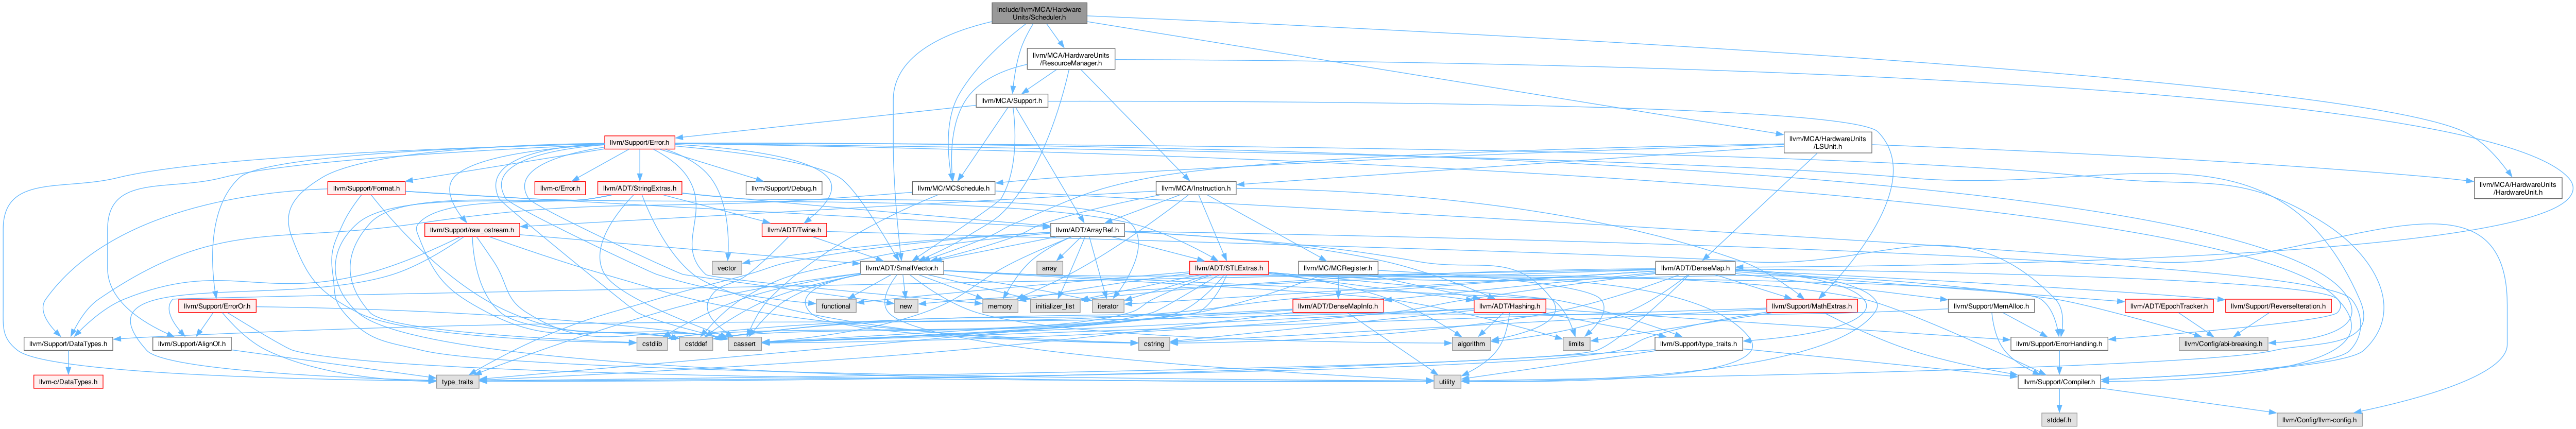 include/llvm/MCA/Hardware
Units/Scheduler.h
llvm/MCA/HardwareUnits
/ResourceManager.h
llvm/MCA/Support.h
llvm/Support/Error.h
llvm/MCA/HardwareUnits
/LSUnit.h
llvm/Support/Format.h
llvm-c/Error.h
llvm/ADT/StringExtras.h
llvm/Support/Debug.h
llvm/MC/MCSchedule.h
llvm/MCA/Instruction.h
llvm/MCA/HardwareUnits
/HardwareUnit.h
llvm/Support/raw_ostream.h
llvm/ADT/Twine.h
llvm/ADT/ArrayRef.h
vector
llvm/ADT/SmallVector.h
array
llvm/ADT/STLExtras.h
llvm/MC/MCRegister.h
llvm/ADT/DenseMap.h
llvm/Support/ErrorOr.h
functional
new
memory
initializer_list
iterator
llvm/ADT/DenseMapInfo.h
llvm/ADT/Hashing.h
llvm/Support/MathExtras.h
llvm/Support/MemAlloc.h
llvm/ADT/EpochTracker.h
llvm/Support/ReverseIteration.h
llvm/Support/DataTypes.h
llvm/Support/AlignOf.h
cstdlib
cstddef
cassert
cstring
algorithm
limits
llvm/Support/type_traits.h
llvm/Support/ErrorHandling.h
llvm/Config/abi-breaking.h
llvm-c/DataTypes.h
type_traits
utility
llvm/Support/Compiler.h
stddef.h
llvm/Config/llvm-config.h